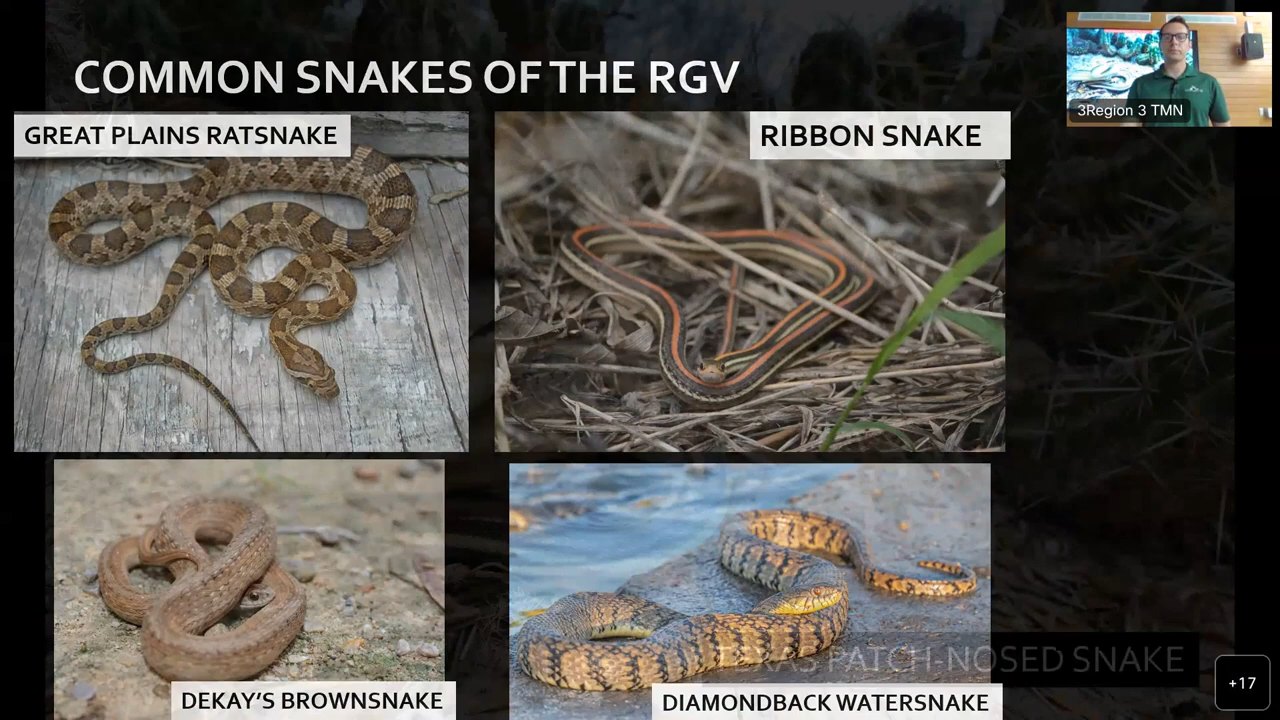 COMMON SNAKES OF THE RGV
3Region 3 TMN
GREAT PLAINS RATSNAKE
RIBBON SNAKE
TEXAS PATCH-NOSED SNAKE
DEKAY'S BROWNSNAKE
DIAMONDBACK WATERSNAKE
+17